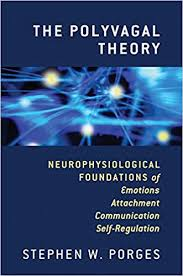 THE POLYVAGAL
THEORY
NEUROPHYSIOLOGICAL
FOUNDATIONS of
Emotions
Attachment
Communication
Self-Regulation
STEPHEN W. PORGES